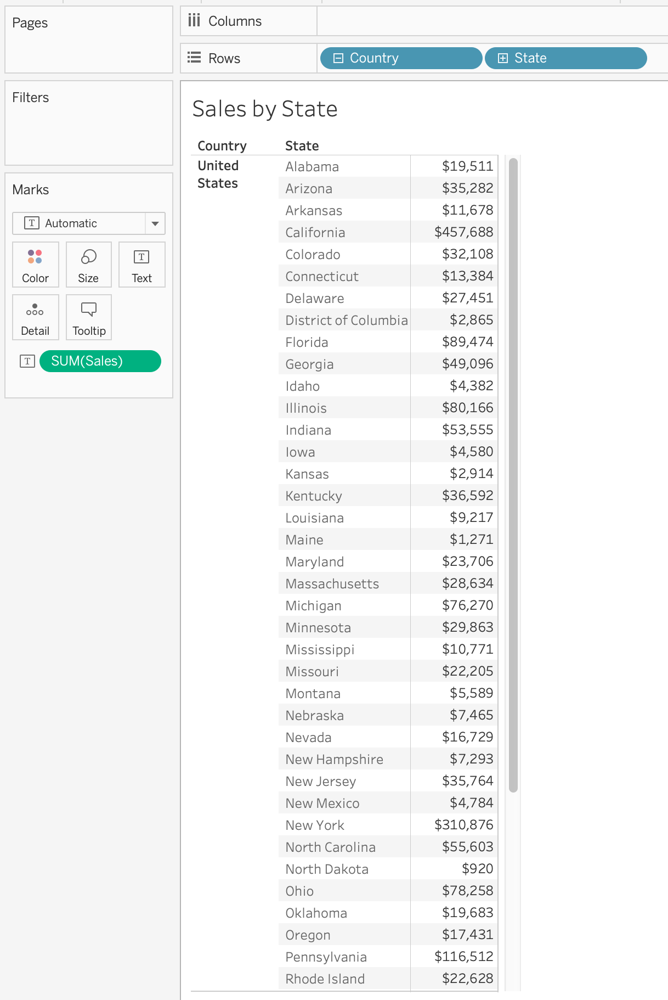 Pages
Columns
Rows
Country
State
Filters
Marks
T Automatic
Color
Size
T
Text
Detail
Tooltip
T SUM(Sales)
Sales by State
Country State
United States
Alabama $19,511
Arizona $35,282
Arkansas $11,678
California $457,688
Colorado $32,108
Connecticut $13,384
Delaware $27,451
District of Columbia $2,865
Florida $89,474
Georgia $49,096
Idaho $4,382
Illinois $80,166
Indiana $53,555
Iowa $4,580
Kansas $2,914
Kentucky $36,592
Louisiana $9,217
Maine $1,271
Maryland $23,706
Massachusetts $28,634
Michigan $76,270
Minnesota $29,863
Mississippi $10,771
Missouri $22,205
Montana $5,589
Nebraska $7,465
Nevada $16,729
New Hampshire $7,293
New Jersey $35,764
New Mexico $4,784
New York $310,876
North Carolina $55,603
North Dakota $920
Ohio $78,258
Oklahoma $19,683
Oregon $17,431
Pennsylvania $116,512
Rhode Island $22,628